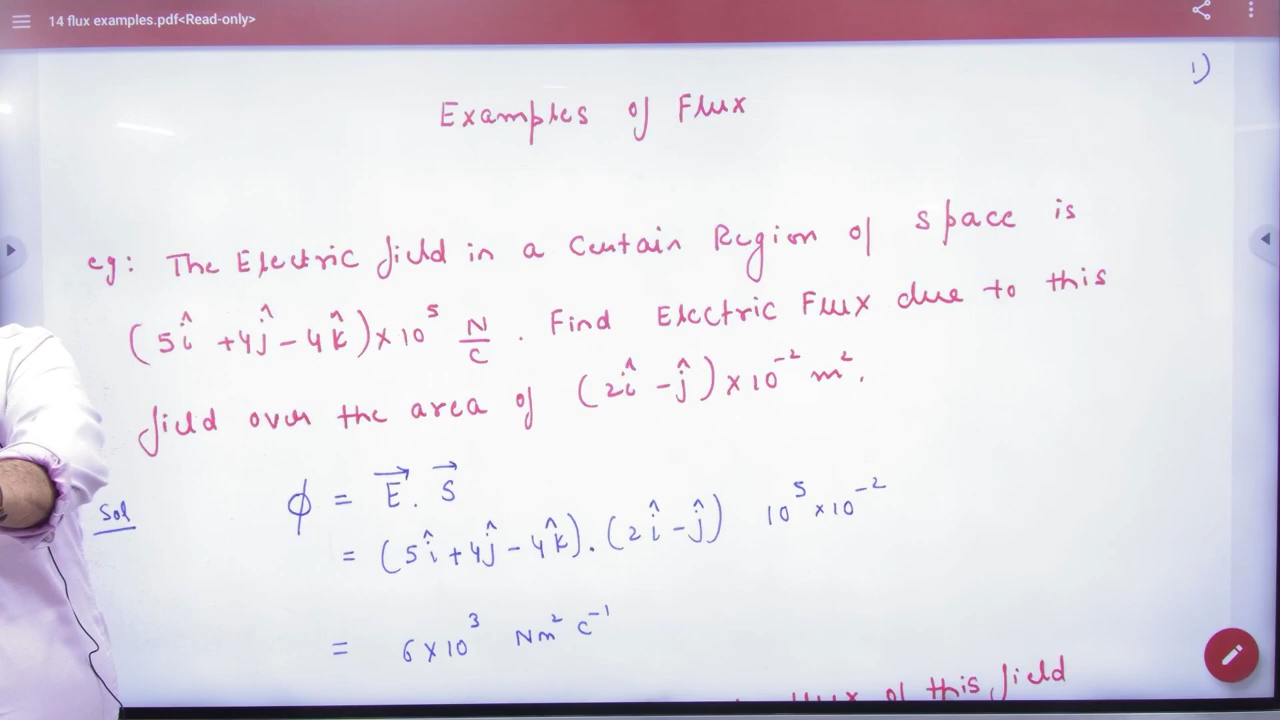 14 flux examples.pdf<Read-only>
1)
Examples of Flux
eg: The Electric field in a Certain Region of space is
(5î + 4ĵ - 4k̂) × 10⁵ N/C . Find Electric Flux due to this
field over the area of (2î - ĵ) × 10⁻² m².
Sol
ϕ = E⃗ . S⃗
= (5î + 4ĵ - 4k̂) . (2î - ĵ) 10⁵ × 10⁻²
= 6 × 10³ Nm² C⁻¹
flux of this field